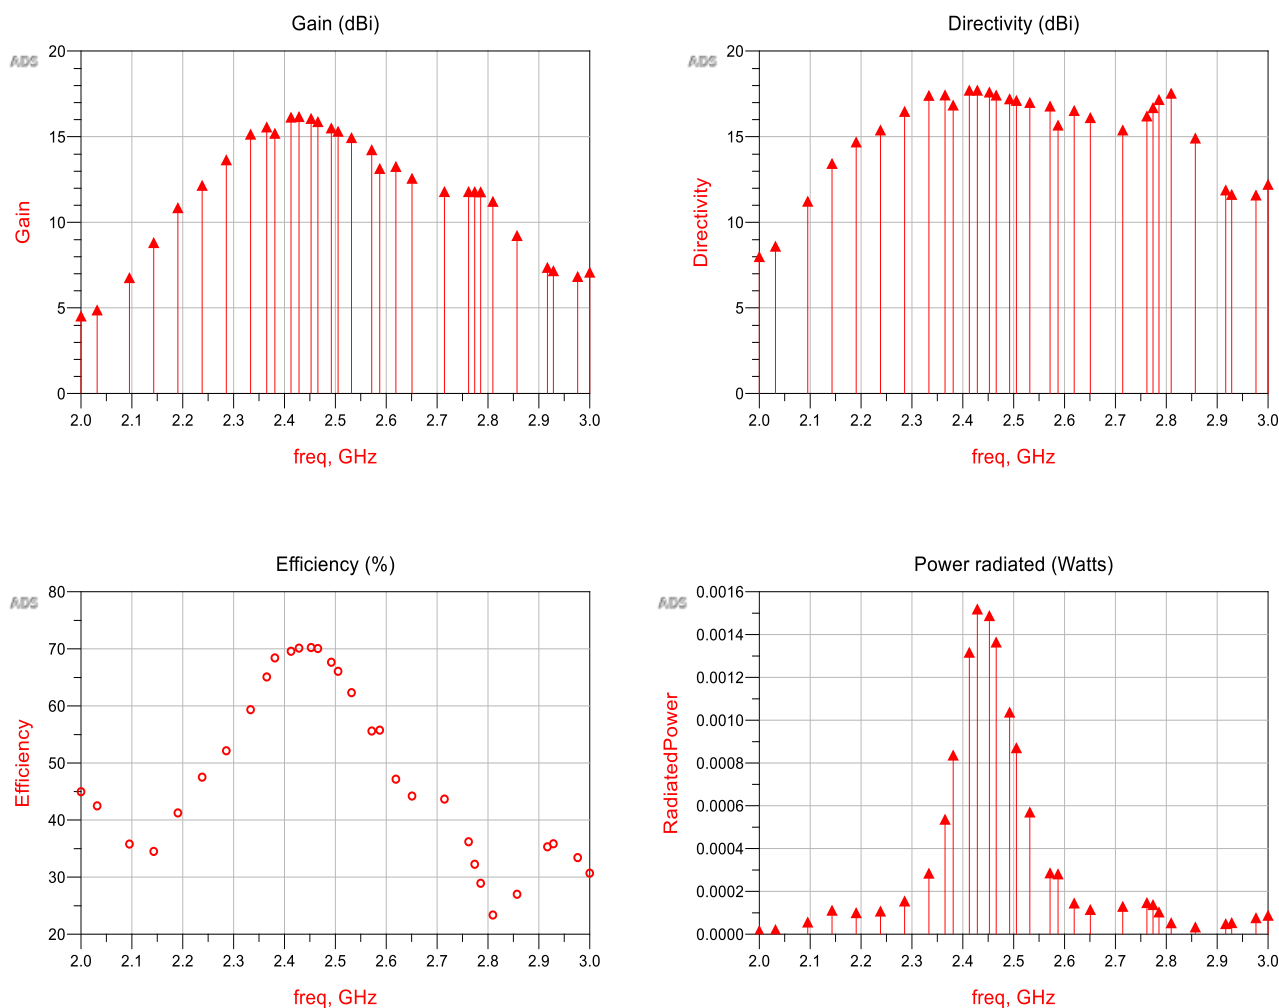 Gain (dBi)
ADS
20
15
10
5
0
Gain
2.0 2.1 2.2 2.3 2.4 2.5 2.6 2.7 2.8 2.9 3.0
freq, GHz
Directivity (dBi)
ADS
20
15
10
5
0
Directivity
2.0 2.1 2.2 2.3 2.4 2.5 2.6 2.7 2.8 2.9 3.0
freq, GHz
Efficiency (%)
ADS
80
70
60
50
40
30
20
Efficiency
2.0 2.1 2.2 2.3 2.4 2.5 2.6 2.7 2.8 2.9 3.0
freq, GHz
Power radiated (Watts)
ADS
0.0016
0.0014
0.0012
0.0010
0.0008
0.0006
0.0004
0.0002
0.0000
RadiatedPower
2.0 2.1 2.2 2.3 2.4 2.5 2.6 2.7 2.8 2.9 3.0
freq, GHz